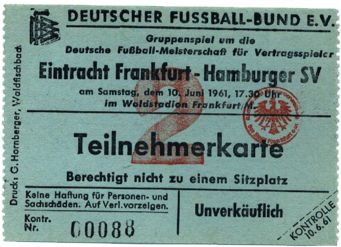 DEUTSCHER FUSSBALL-BUND E.V.
Gruppenspiel um die
Deutsche Fußball-Meisterschaft für Vertragsspieler
Eintracht Frankfurt - Hamburger SV
am Samstag, dem 10. Juni 1961, 17.30 Uhr
im Waldstadion Frankfurt/M.
2
Teilnehmerkarte
Berechtigt nicht zu einem Sitzplatz
Keine Haftung für Personen- und
Sachschäden. Auf Verl. vorzeigen.
Unverkäuflich
Kontr.
Nr. 00088
KONTROLLE
10.6.61
Druck: G. Hornberger, Waldfischbach